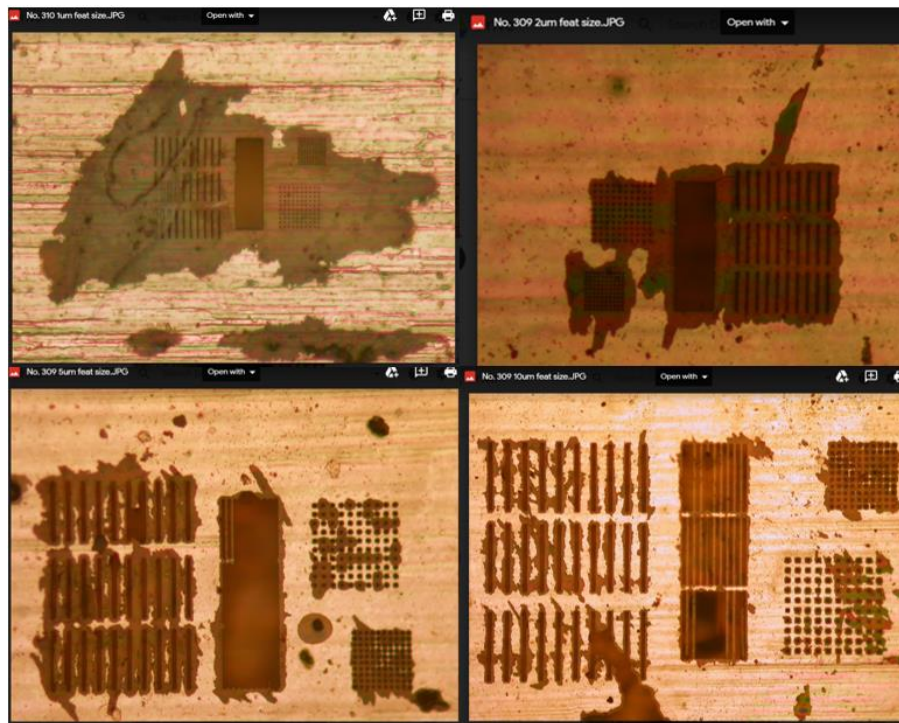 No. 310 1um feat size.JPG Open with
No. 309 2um feat size.JPG Open with
No. 309 5um feat size.JPG Open with
No. 309 10um feat size.JPG Open with